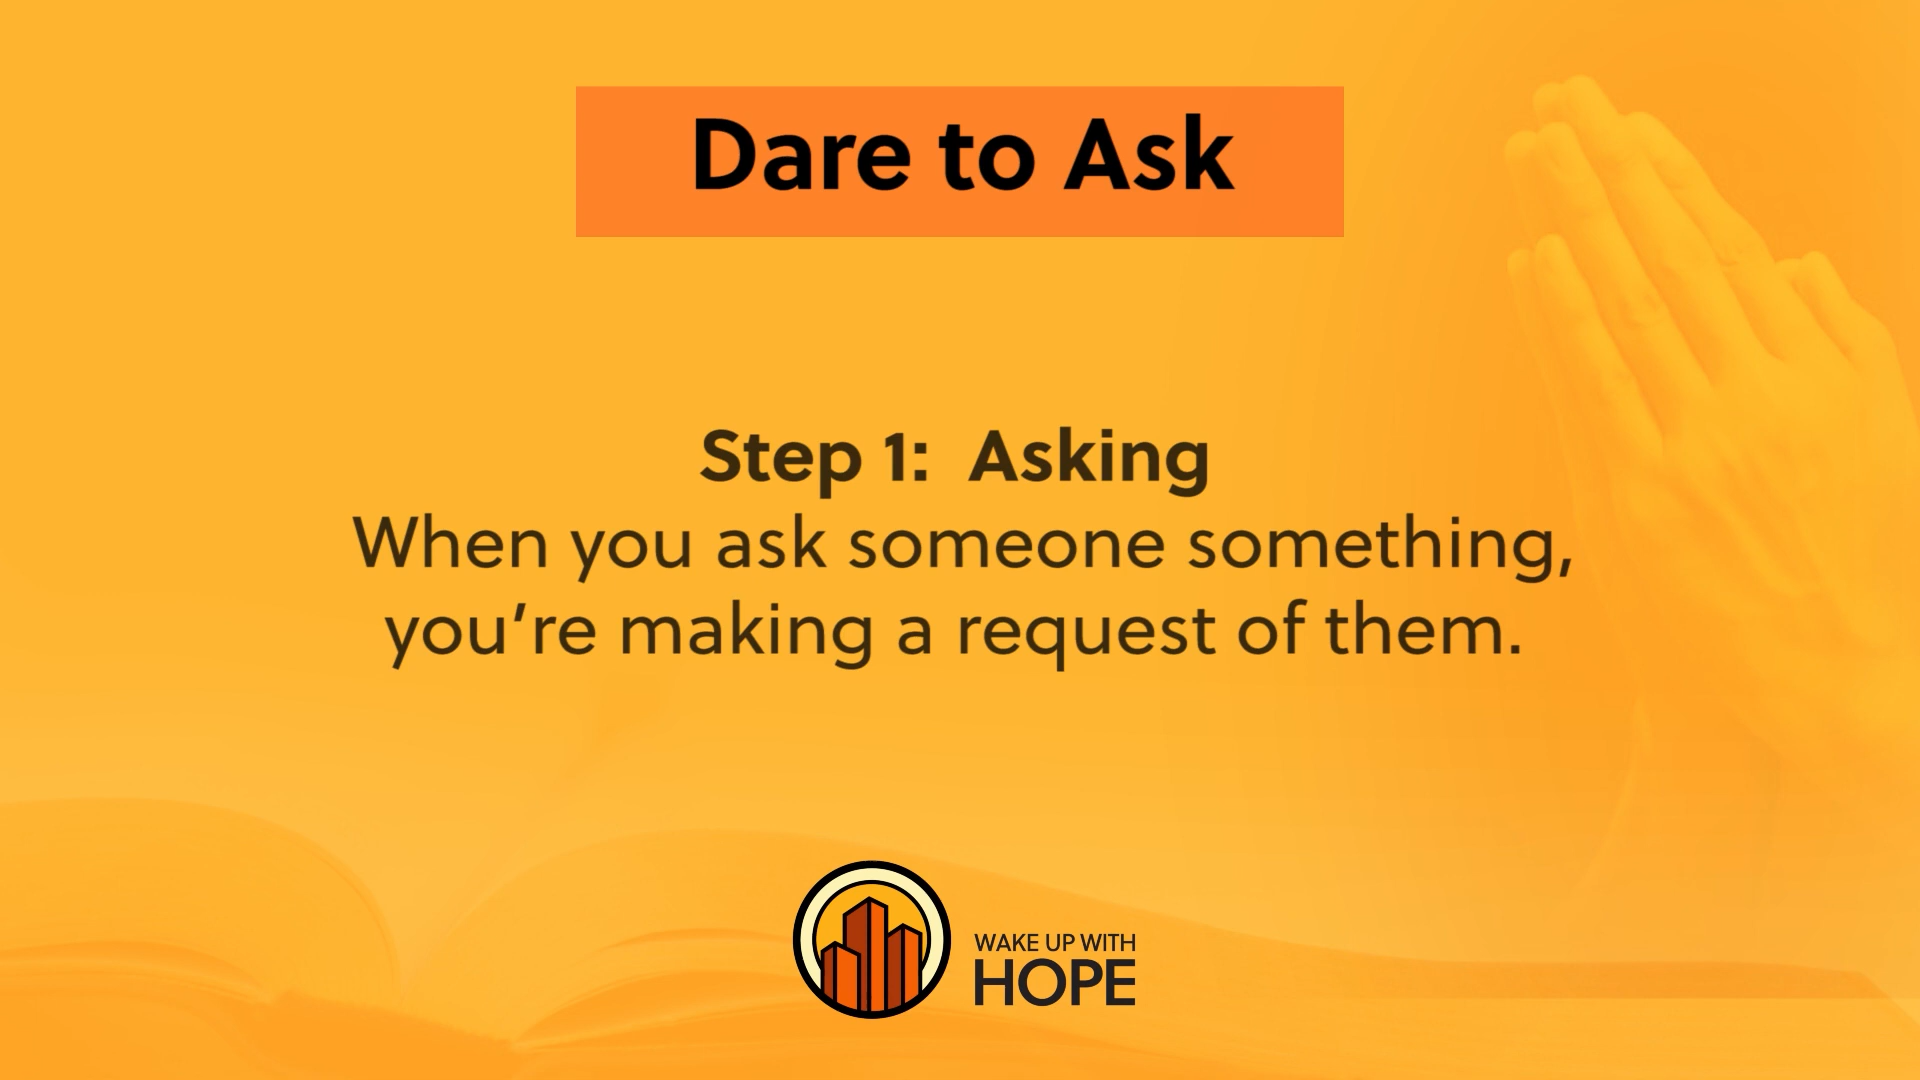 Dare to Ask
Step 1:  Asking
When you ask someone something,
you’re making a request of them.
WAKE UP WITH
HOPE